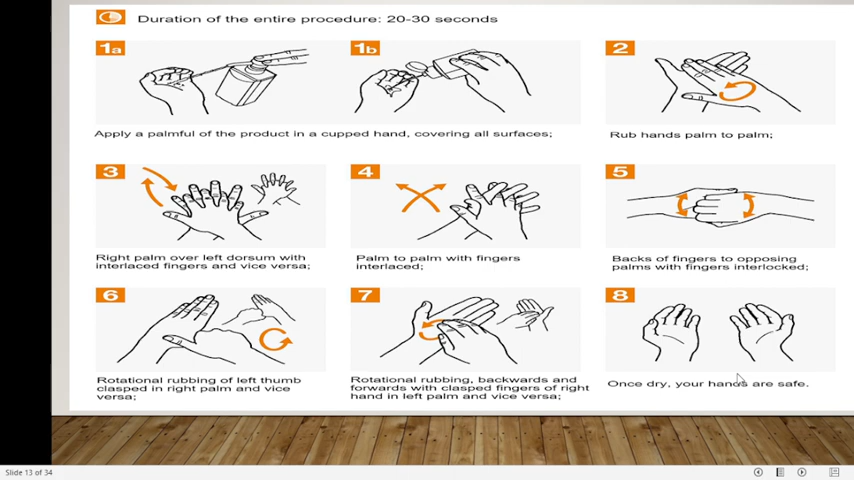 Duration of the entire procedure: 20-30 seconds
1a
1b
2
Apply a palmful of the product in a cupped hand, covering all surfaces;
Rub hands palm to palm;
3
4
5
Right palm over left dorsum with
interlaced fingers and vice versa;
Palm to palm with fingers
interlaced;
Backs of fingers to opposing
palms with fingers interlocked;
6
7
8
Rotational rubbing of left thumb
clasped in right palm and vice
versa;
Rotational rubbing, backwards and
forwards with clasped fingers of right
hand in left palm and vice versa;
Once dry, your hands are safe.
Slide 13 of 34